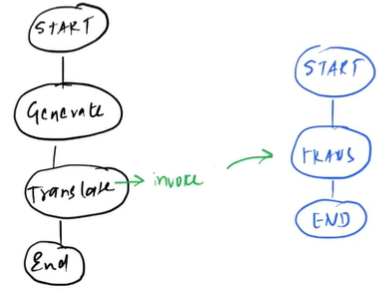 START
Generate
Translate
invoke
End
START
TRANS
END